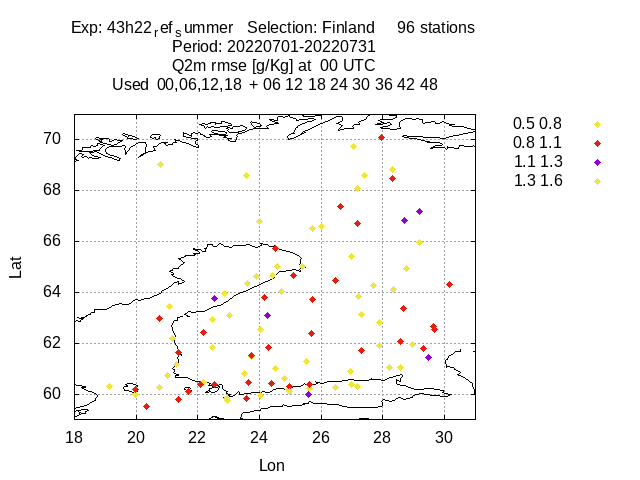 Exp: 43h22refsummer Selection: Finland 96 stations
Period: 20220701-20220731
Q2m rmse [g/Kg] at 00 UTC
Used 00,06,12,18 + 06 12 18 24 30 36 42 48
0.5 0.8
0.8 1.1
1.1 1.3
1.3 1.6
70
68
66
64
62
60
Lat
18 20 22 24 26 28 30
Lon